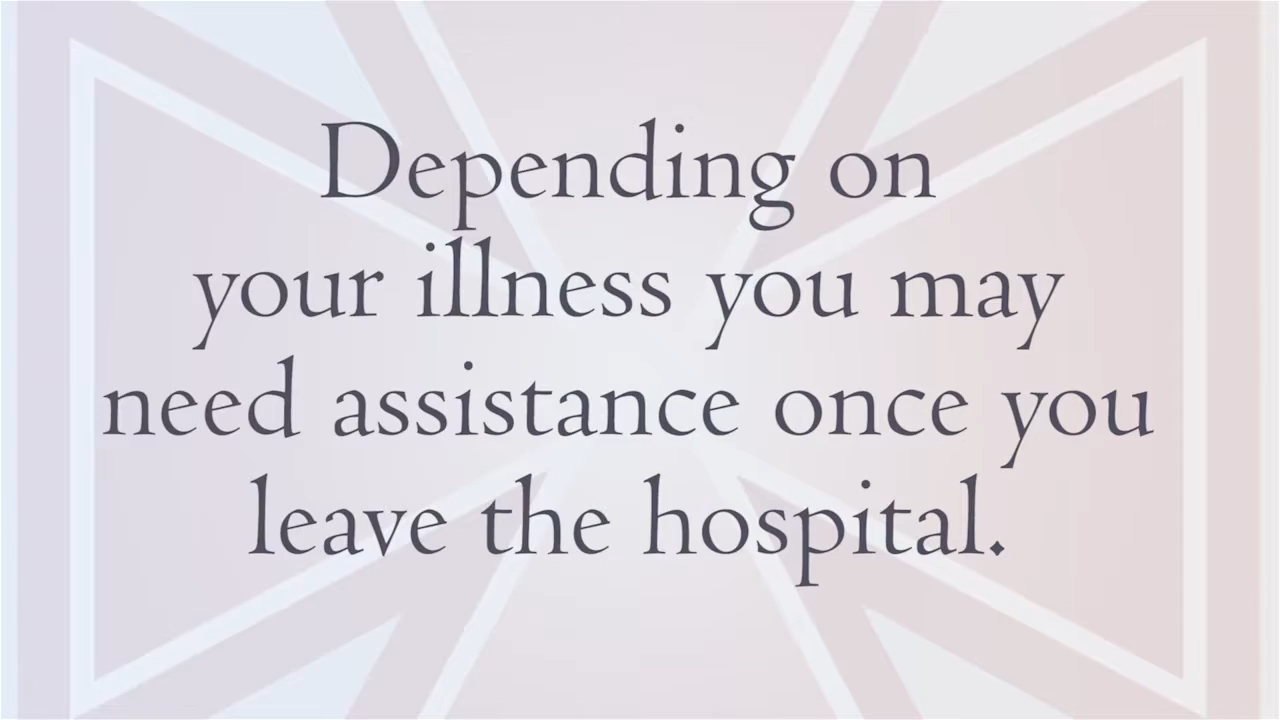 Depending on
your illness you may
need assistance once you
leave the hospital.